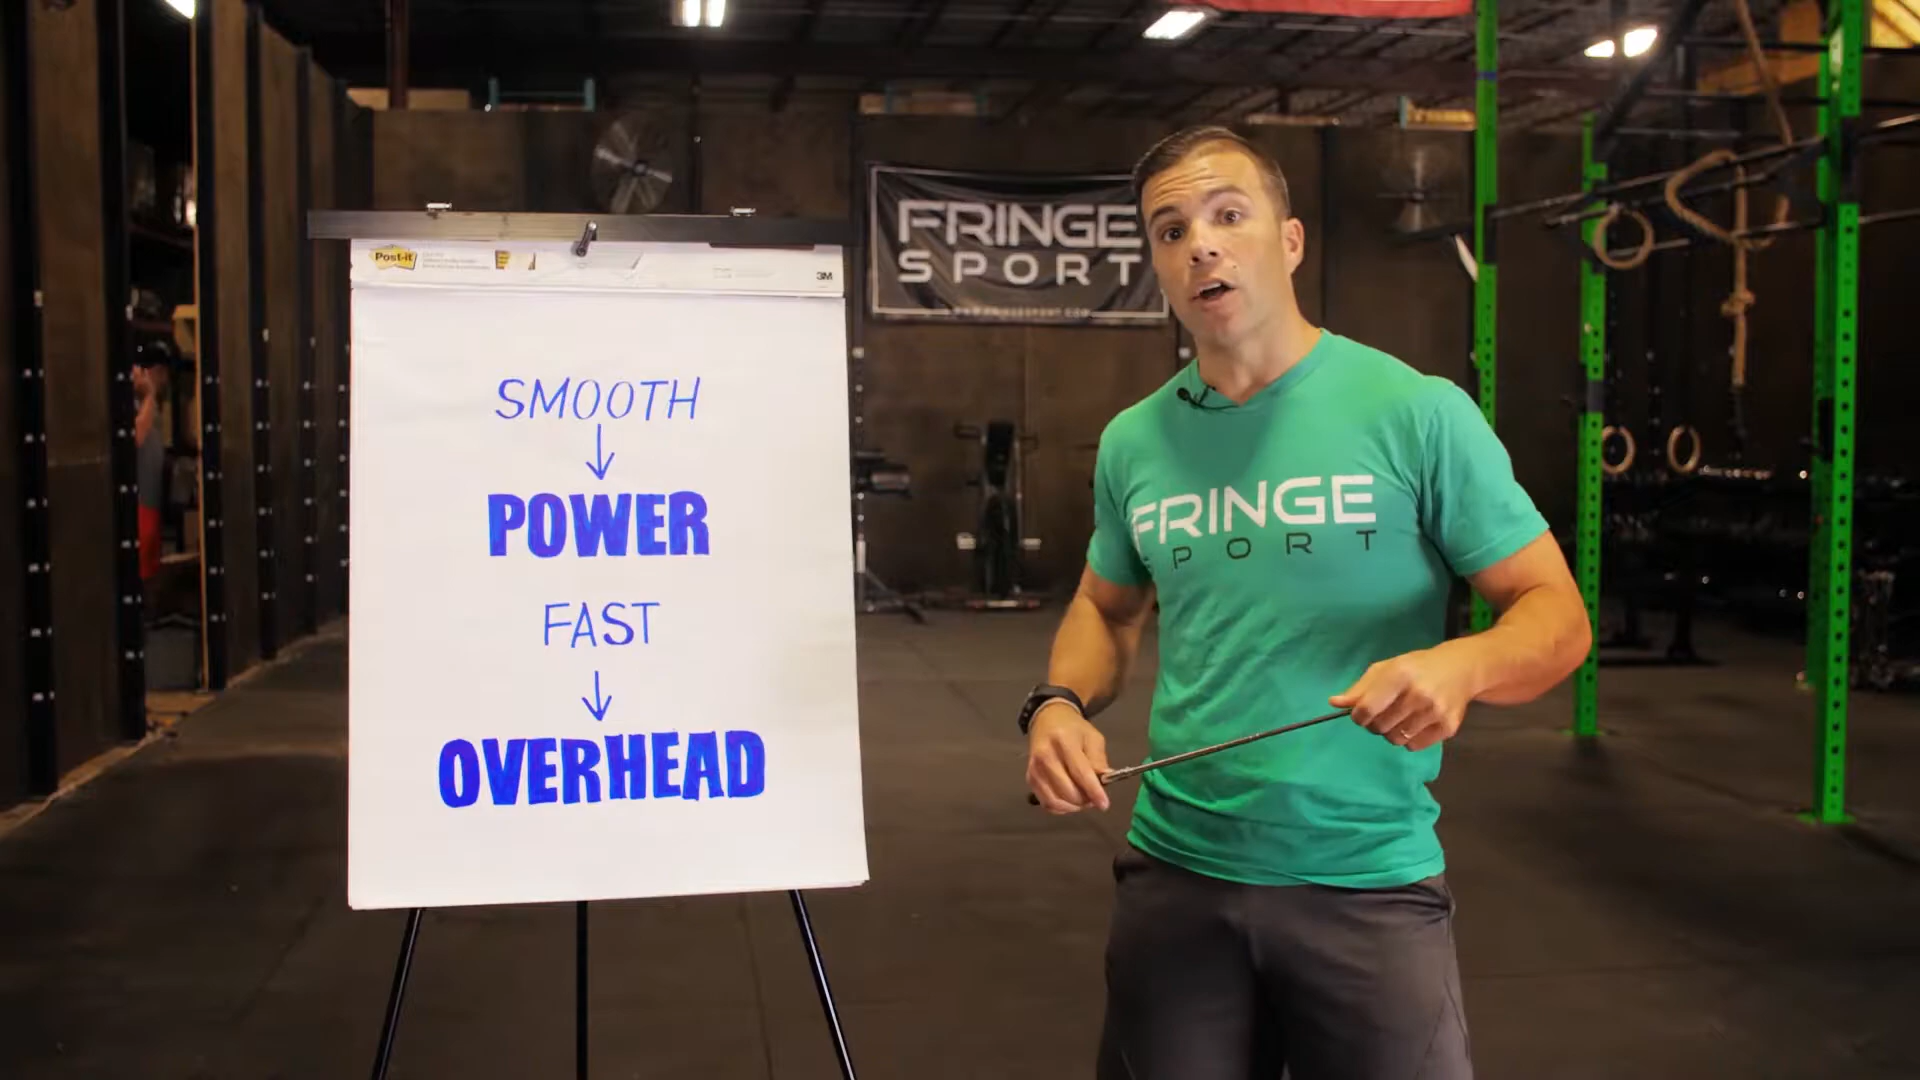 Post-it
3M
SMOOTH
↓
POWER
FAST
↓
OVERHEAD
FRINGE
SPORT
FRINGE
SPORT